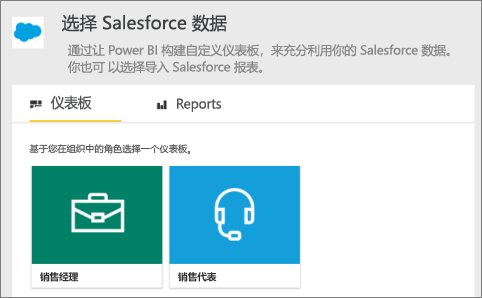 选择 Salesforce 数据
通过让 Power BI 构建自定义仪表板，来充分利用你的 Salesforce 数据。
你也可 以选择导入 Salesforce 报表。
仪表板
Reports
基于您在组织中的角色选择一个仪表板。
销售经理
销售代表